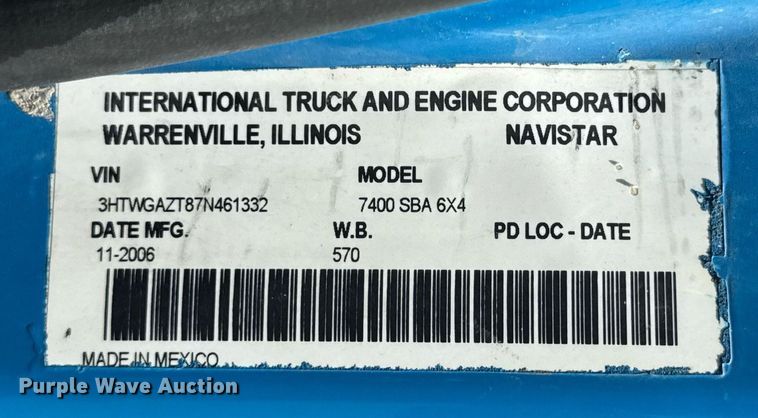 INTERNATIONAL TRUCK AND ENGINE CORPORATION
WARRENVILLE, ILLINOIS NAVISTAR
VIN MODEL
3HTWGAZT87N461332 7400 SBA 6X4
DATE MFG. W.B. PD LOC - DATE
11-2006 570
MADE IN MEXICO
Purple Wave Auction